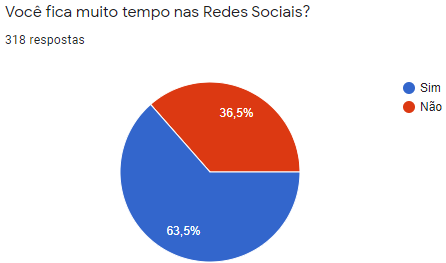 Você fica muito tempo nas Redes Sociais?
318 respostas
Sim
Não
36,5%
63,5%